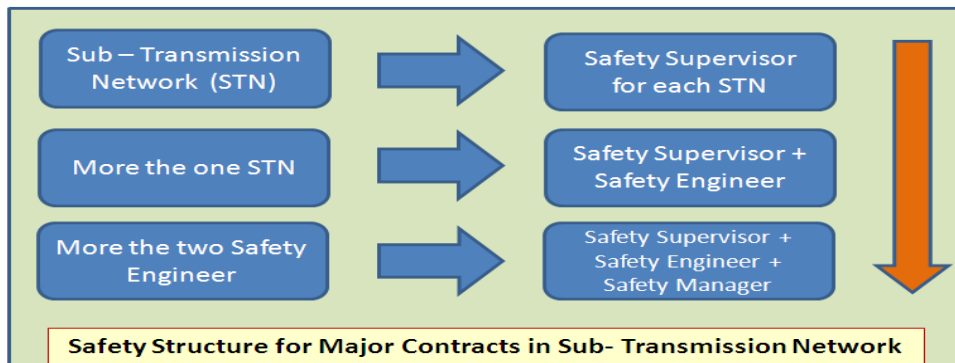 Sub – Transmission
Network (STN)
Safety Supervisor
for each STN
More the one STN
Safety Supervisor +
Safety Engineer
More the two Safety
Engineer
Safety Supervisor +
Safety Engineer +
Safety Manager
Safety Structure for Major Contracts in Sub- Transmission Network